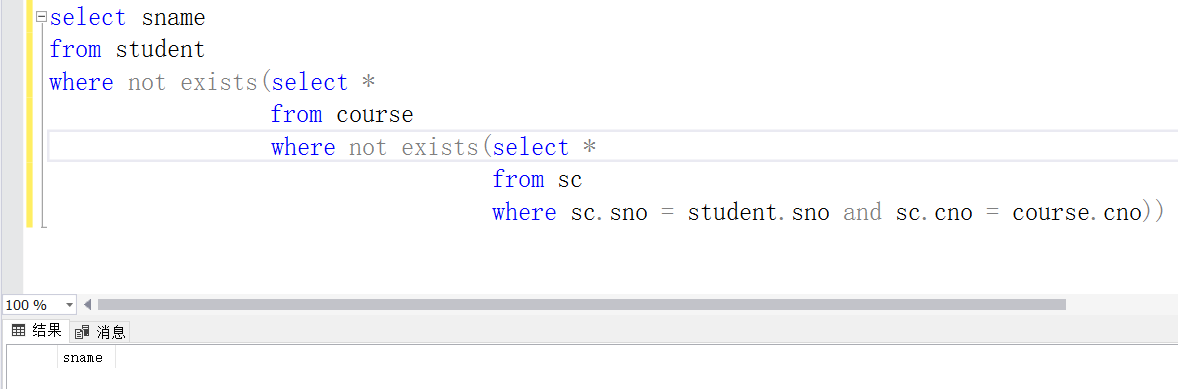 select sname
from student
where not exists(select *
from course
where not exists(select *
from sc
where sc.sno = student.sno and sc.cno = course.cno))
100 %
结果 消息
sname